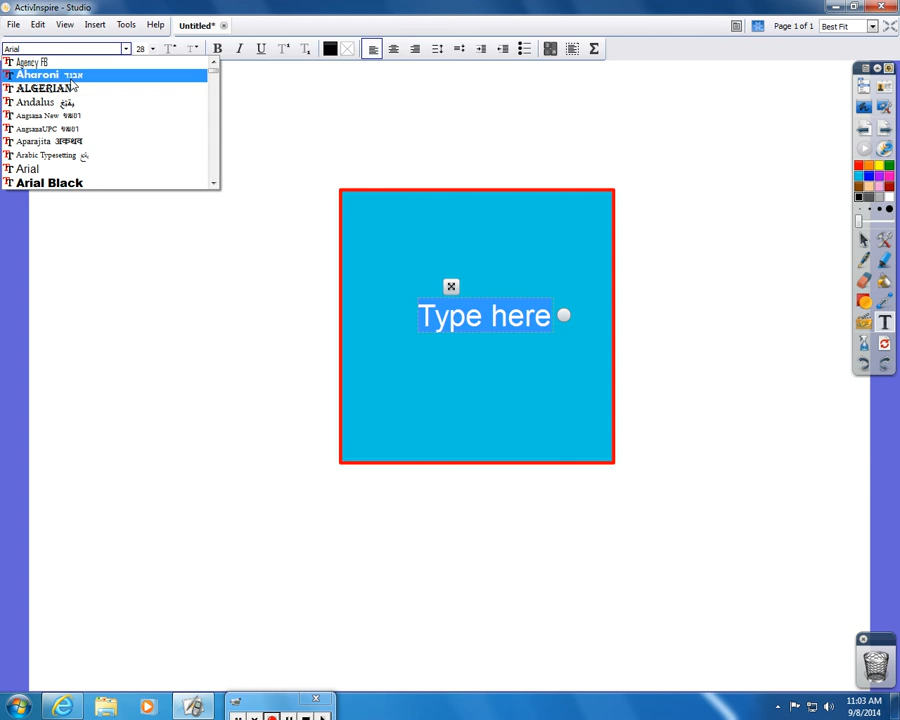 ActivInspire - Studio
File Edit View Insert Tools Help Untitled* Page 1 of 1 Best Fit
Arial 28 B I U Σ
Agency FB
Aharoni אבגד
ALGERIAN
Andalus
Angsana New
AngsanaUPC
Aparajita
Arabic Typesetting
Arial
Arial Black
Type here
T
11:03 AM
9/8/2014